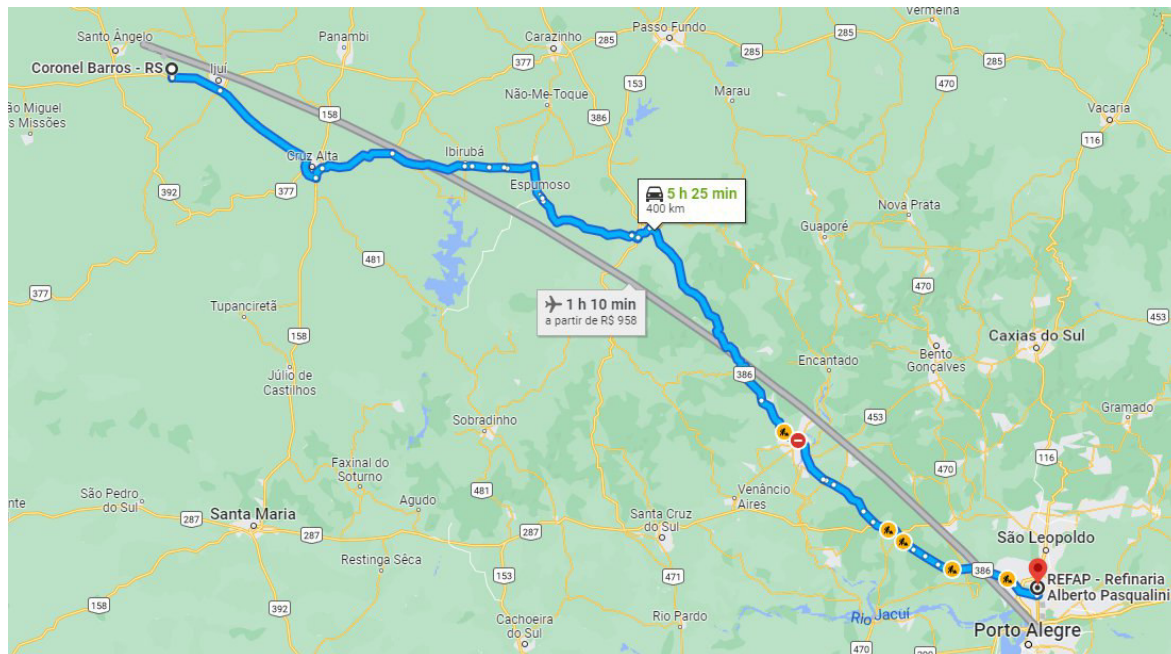 Vermelha
Santo Ângelo
Panambi
Carazinho
285
Passo Fundo
285
285
Coronel Barros - RS
Ijuí
377
470
Não-Me-Toque
Marau
Vacaria
ão Miguel
s Missões
158
386
116
Cruz Alta
Ibirubá
392
377
Espumoso
5 h 25 min
400 km
Nova Prata
Guaporé
481
377
470
1 h 10 min
a partir de R$ 958
Tupanciretã
453
158
Caxias do Sul
Encantado
Bento
Gonçalves
386
Júlio de
Castilhos
Gramado
Sobradinho
453
116
Faxinal do
Soturno
470
nte
São Pedro
do Sul
Agudo
481
Venâncio
Aires
287
Santa Maria
287
287
Santa Cruz
do Sul
São Leopoldo
Restinga Sêca
153
471
386
REFAP - Refinaria
Alberto Pasqualini
158
392
Cachoeira
do Sul
Rio Pardo
Rio Jacuí
Porto Alegre
470
290